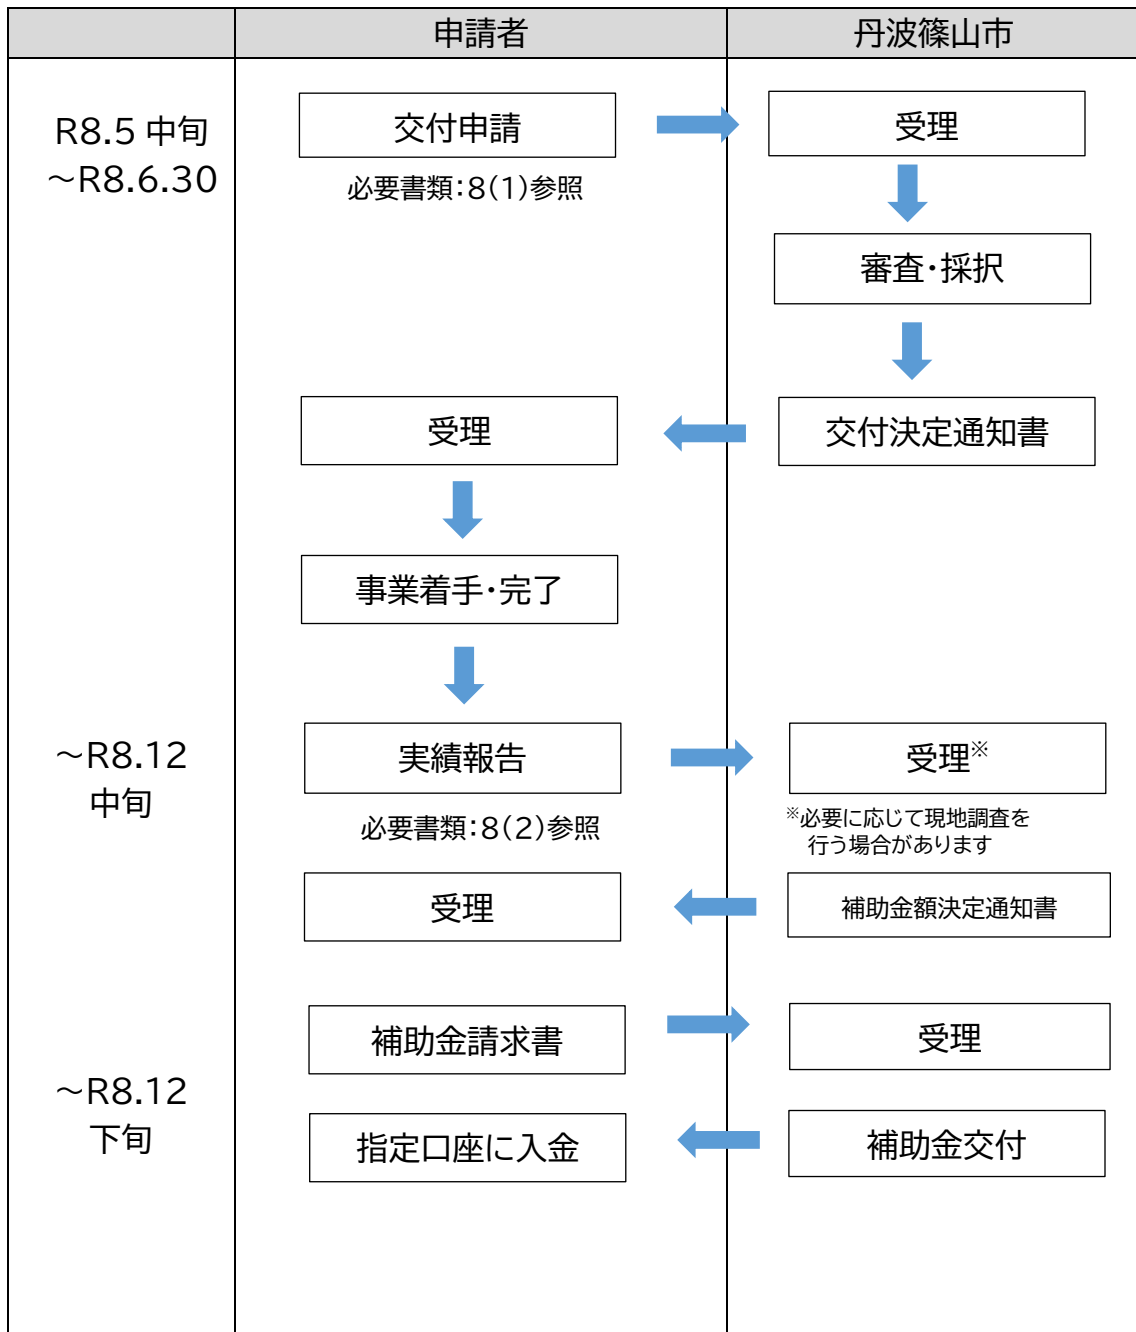 申請者
丹波篠山市
R8.5 中旬
～R8.6.30
交付申請
受理
必要書類：8(1)参照
審査・採択
受理
交付決定通知書
事業着手・完了
～R8.12
中旬
実績報告
受理※
必要書類：8(2)参照
※必要に応じて現地調査を
行う場合があります
受理
補助金額決定通知書
補助金請求書
受理
～R8.12
下旬
指定口座に入金
補助金交付